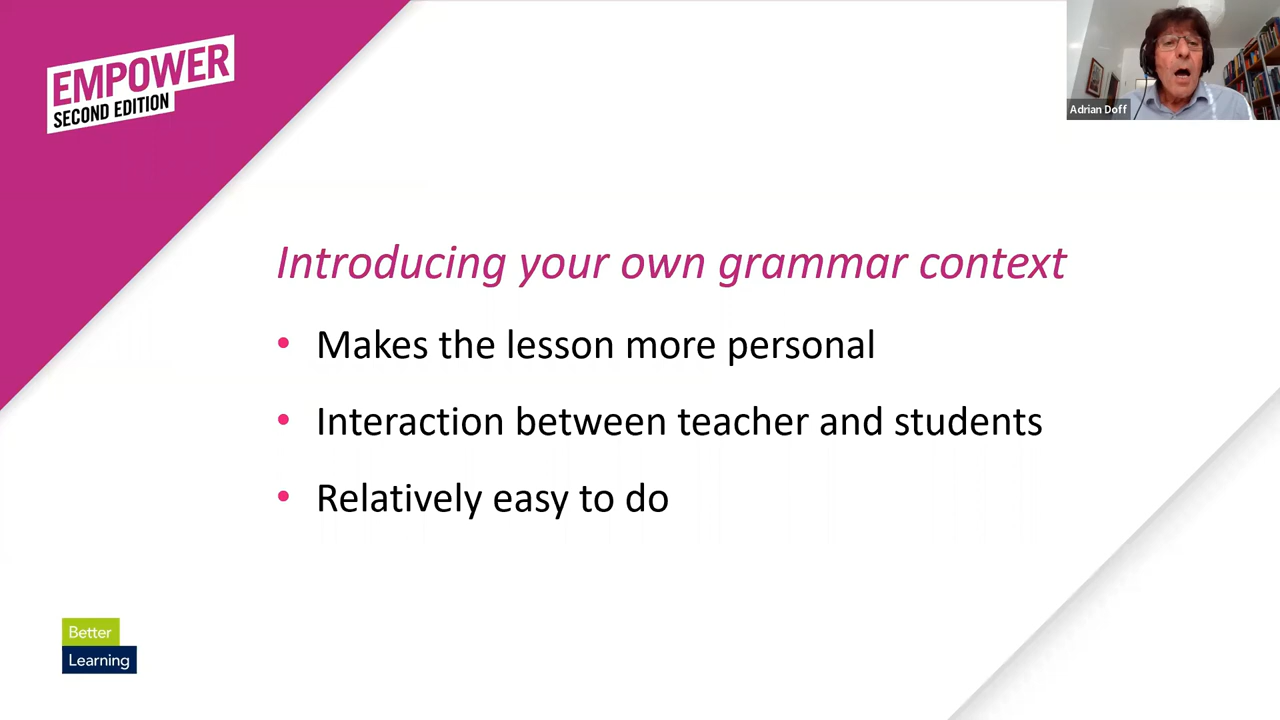 EMPOWER
SECOND EDITION
Adrian Doff
Introducing your own grammar context
• Makes the lesson more personal
• Interaction between teacher and students
• Relatively easy to do
Better
Learning